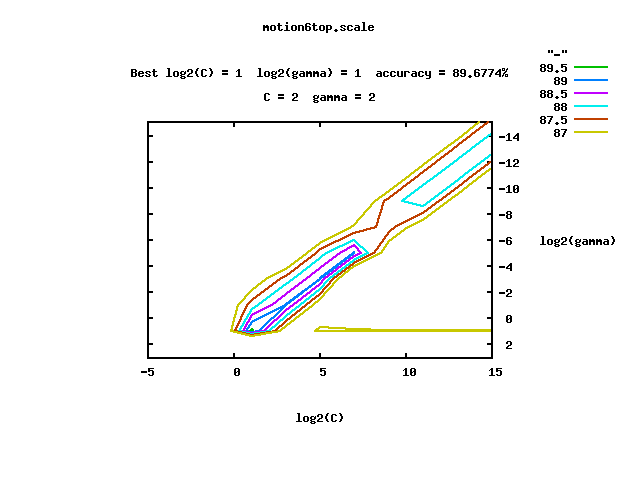 motion6top.scale
Best log2(C) = 1  log2(gamma) = 1  accuracy = 89.6774%
C = 2  gamma = 2
"-"
89.5
89
88.5
88
87.5
87
-14
-12
-10
-8
-6
-4
-2
0
2
log2(gamma)
-5 0 5 10 15
log2(C)